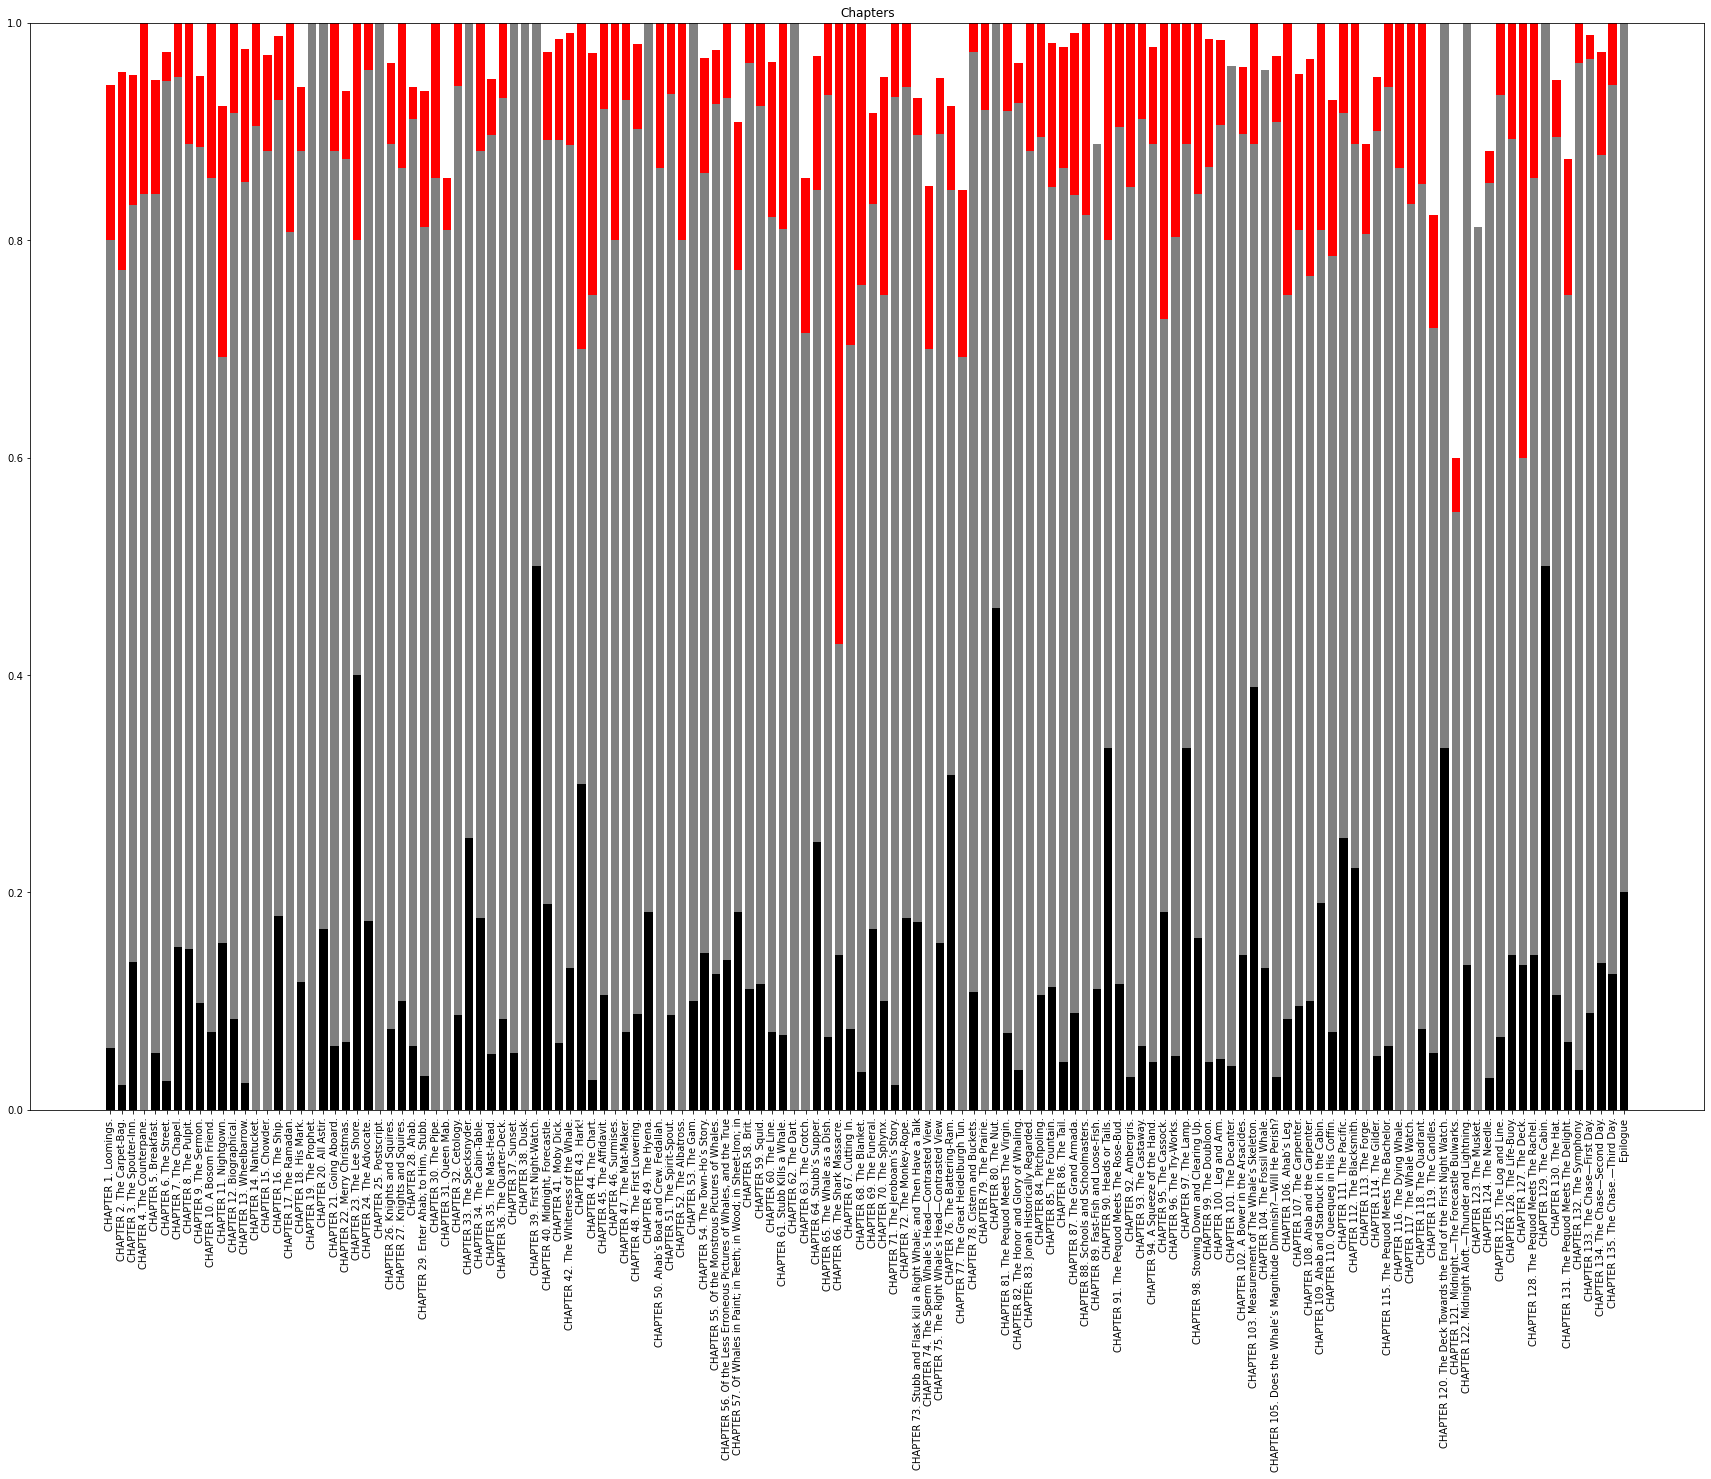 Chapters
1.0
0.8
0.6
0.4
0.2
0.0
CHAPTER 1. Loomings.
CHAPTER 2. The Carpet-Bag.
CHAPTER 3. The Spouter-Inn.
CHAPTER 4. The Counterpane.
CHAPTER 5. Breakfast.
CHAPTER 6. The Street.
CHAPTER 7. The Chapel.
CHAPTER 8. The Pulpit.
CHAPTER 9. The Sermon.
CHAPTER 10. A Bosom Friend.
CHAPTER 11. Nightgown.
CHAPTER 12. Biographical.
CHAPTER 13. Wheelbarrow.
CHAPTER 14. Nantucket.
CHAPTER 15. Chowder.
CHAPTER 16. The Ship.
CHAPTER 17. The Ramadan.
CHAPTER 18. His Mark.
CHAPTER 19. The Prophet.
CHAPTER 20. All Astir.
CHAPTER 21. Going Aboard.
CHAPTER 22. Merry Christmas.
CHAPTER 23. The Lee Shore.
CHAPTER 24. The Advocate.
CHAPTER 25. Postscript.
CHAPTER 26. Knights and Squires.
CHAPTER 27. Knights and Squires.
CHAPTER 28. Ahab.
CHAPTER 29. Enter Ahab; to Him, Stubb.
CHAPTER 30. The Pipe.
CHAPTER 31. Queen Mab.
CHAPTER 32. Cetology.
CHAPTER 33. The Specksnyder.
CHAPTER 34. The Cabin-Table.
CHAPTER 35. The Mast-Head.
CHAPTER 36. The Quarter-Deck.
CHAPTER 37. Sunset.
CHAPTER 38. Dusk.
CHAPTER 39. First Night-Watch.
CHAPTER 40. Midnight, Forecastle.
CHAPTER 41. Moby Dick.
CHAPTER 42. The Whiteness of the Whale.
CHAPTER 43. Hark!
CHAPTER 44. The Chart.
CHAPTER 45. The Affidavit.
CHAPTER 46. Surmises.
CHAPTER 47. The Mat-Maker.
CHAPTER 48. The First Lowering.
CHAPTER 49. The Hyena.
CHAPTER 50. Ahab’s Boat and Crew. Fedallah.
CHAPTER 51. The Spirit-Spout.
CHAPTER 52. The Albatross.
CHAPTER 53. The Gam.
CHAPTER 54. The Town-Ho’s Story.
CHAPTER 55. Of the Monstrous Pictures of Whales.
CHAPTER 56. Of the Less Erroneous Pictures of Whales, and the True
CHAPTER 57. Of Whales in Paint; in Teeth; in Wood; in Sheet-Iron; in
CHAPTER 58. Brit.
CHAPTER 59. Squid.
CHAPTER 60. The Line.
CHAPTER 61. Stubb Kills a Whale.
CHAPTER 62. The Dart.
CHAPTER 63. The Crotch.
CHAPTER 64. Stubb’s Supper.
CHAPTER 65. The Whale as a Dish.
CHAPTER 66. The Shark Massacre.
CHAPTER 67. Cutting In.
CHAPTER 68. The Blanket.
CHAPTER 69. The Funeral.
CHAPTER 70. The Sphynx.
CHAPTER 71. The Jeroboam’s Story.
CHAPTER 72. The Monkey-Rope.
CHAPTER 73. Stubb and Flask kill a Right Whale; and Then Have a Talk
CHAPTER 74. The Sperm Whale’s Head—Contrasted View.
CHAPTER 75. The Right Whale’s Head—Contrasted View.
CHAPTER 76. The Battering-Ram.
CHAPTER 77. The Great Heidelburgh Tun.
CHAPTER 78. Cistern and Buckets.
CHAPTER 79. The Prairie.
CHAPTER 80. The Nut.
CHAPTER 81. The Pequod Meets The Virgin.
CHAPTER 82. The Honor and Glory of Whaling.
CHAPTER 83. Jonah Historically Regarded.
CHAPTER 84. Pitchpoling.
CHAPTER 85. The Fountain.
CHAPTER 86. The Tail.
CHAPTER 87. The Grand Armada.
CHAPTER 88. Schools and Schoolmasters.
CHAPTER 89. Fast-Fish and Loose-Fish.
CHAPTER 90. Heads or Tails.
CHAPTER 91. The Pequod Meets The Rose-Bud.
CHAPTER 92. Ambergris.
CHAPTER 93. The Castaway.
CHAPTER 94. A Squeeze of the Hand.
CHAPTER 95. The Cassock.
CHAPTER 96. The Try-Works.
CHAPTER 97. The Lamp.
CHAPTER 98. Stowing Down and Clearing Up.
CHAPTER 99. The Doubloon.
CHAPTER 100. Leg and Arm.
CHAPTER 101. The Decanter.
CHAPTER 102. A Bower in the Arsacides.
CHAPTER 103. Measurement of The Whale’s Skeleton.
CHAPTER 104. The Fossil Whale.
CHAPTER 105. Does the Whale’s Magnitude Diminish?—Will He Perish?
CHAPTER 106. Ahab’s Leg.
CHAPTER 107. The Carpenter.
CHAPTER 108. Ahab and the Carpenter.
CHAPTER 109. Ahab and Starbuck in the Cabin.
CHAPTER 110. Queequeg in His Coffin.
CHAPTER 111. The Pacific.
CHAPTER 112. The Blacksmith.
CHAPTER 113. The Forge.
CHAPTER 114. The Gilder.
CHAPTER 115. The Pequod Meets The Bachelor.
CHAPTER 116. The Dying Whale.
CHAPTER 117. The Whale Watch.
CHAPTER 118. The Quadrant.
CHAPTER 119. The Candles.
CHAPTER 120. The Deck Towards the End of the First Night Watch.
CHAPTER 121. Midnight.—The Forecastle Bulwarks.
CHAPTER 122. Midnight Aloft.—Thunder and Lightning.
CHAPTER 123. The Musket.
CHAPTER 124. The Needle.
CHAPTER 125. The Log and Line.
CHAPTER 126. The Life-Buoy.
CHAPTER 127. The Deck.
CHAPTER 128. The Pequod Meets The Rachel.
CHAPTER 129. The Cabin.
CHAPTER 130. The Hat.
CHAPTER 131. The Pequod Meets The Delight.
CHAPTER 132. The Symphony.
CHAPTER 133. The Chase—First Day.
CHAPTER 134. The Chase—Second Day.
CHAPTER 135. The Chase.—Third Day.
Epilogue